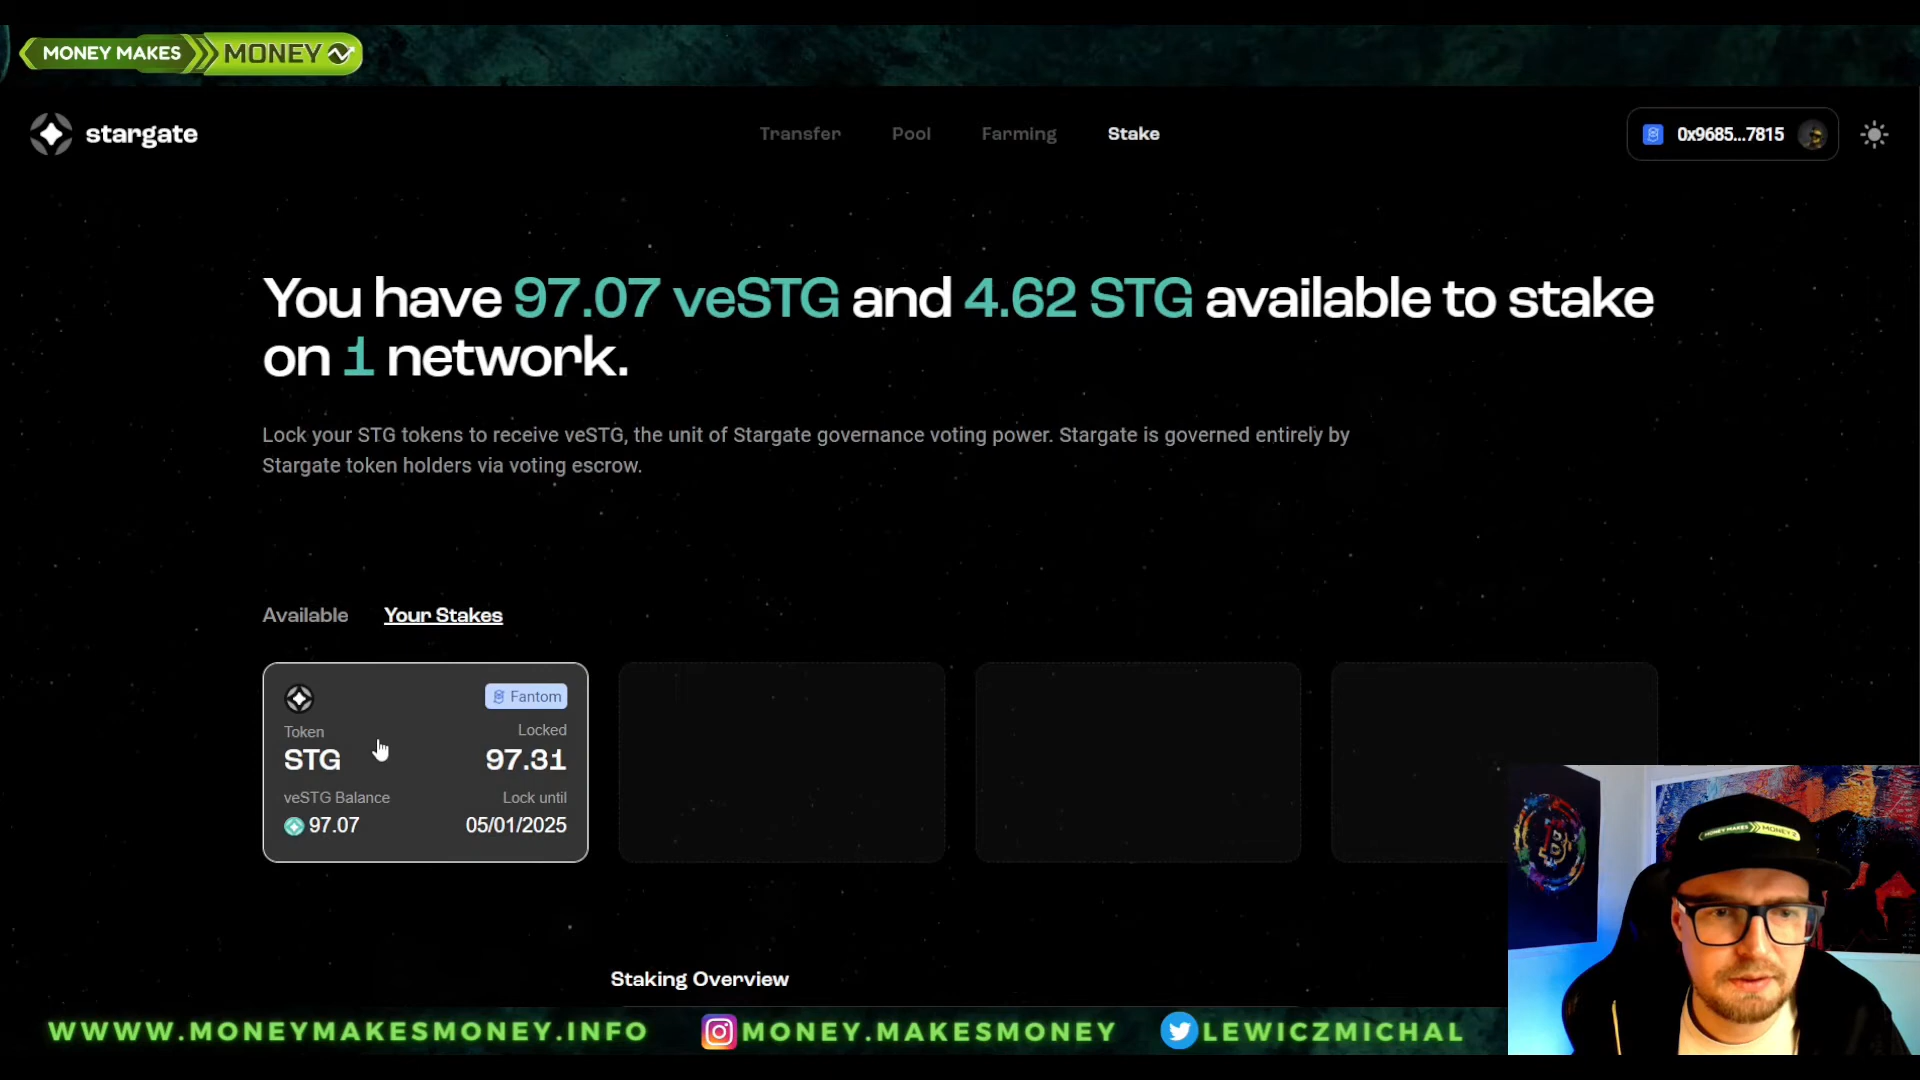 MONEY MAKES MONEY
stargate
Transfer Pool Farming Stake
0x9685...7815
You have 97.07 veSTG and 4.62 STG available to stake
on 1 network.
Lock your STG tokens to receive veSTG, the unit of Stargate governance voting power. Stargate is governed entirely by
Stargate token holders via voting escrow.
Available Your Stakes
Fantom
Token Locked
STG 97.31
veSTG Balance Lock until
97.07 05/01/2025
Staking Overview
WWWW.MONEYMAKESMONEY.INFO MONEY.MAKESMONEY LEWICZMICHAL
MONEY MAKES MONEY